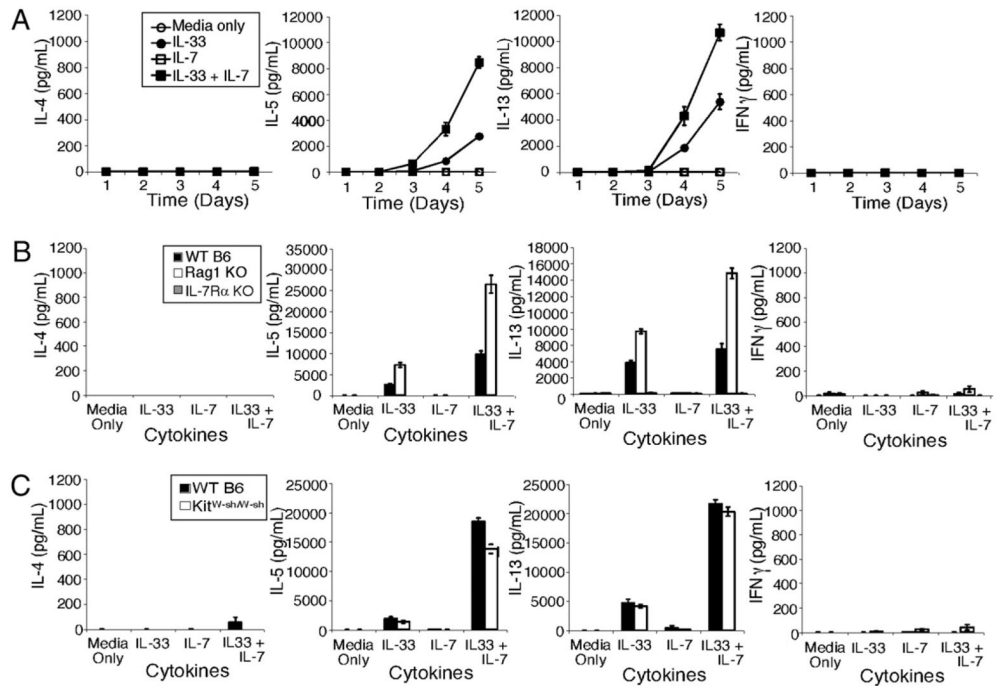 A
IL-4 (pg/mL)
1200
1000
800
600
400
200
0
1 2 3 4 5
Time (Days)
Media only
IL-33
IL-7
IL-33 + IL-7
IL-5 (pg/mL)
12000
10000
8000
6000
4000
2000
0
1 2 3 4 5
Time (Days)
IL-13 (pg/mL)
12000
10000
8000
6000
4000
2000
0
1 2 3 4 5
Time (Days)
IFNγ (pg/mL)
1200
1000
800
600
400
200
0
1 2 3 4 5
Time (Days)
B
IL-4 (pg/mL)
1200
1000
800
600
400
200
0
Media Only IL-33 IL-7 IL33 + IL-7
Cytokines
WT B6
Rag1 KO
IL-7Rα KO
IL-5 (pg/mL)
35000
30000
25000
20000
15000
10000
5000
0
Media Only IL-33 IL-7 IL33 + IL-7
Cytokines
IL-13 (pg/mL)
18000
16000
14000
12000
10000
8000
6000
4000
2000
0
Media Only IL-33 IL-7 IL33 + IL-7
Cytokines
IFNγ (pg/mL)
1200
1000
800
600
400
200
0
Media Only IL-33 IL-7 IL33 + IL-7
Cytokines
C
IL-4 (pg/mL)
1200
1000
800
600
400
200
0
Media Only IL-33 IL-7 IL33 + IL-7
Cytokines
WT B6
Kit^W-sh/W-sh
IL-5 (pg/mL)
25000
20000
15000
10000
5000
0
Media Only IL-33 IL-7 IL33 + IL-7
Cytokines
IL-13 (pg/mL)
25000
20000
15000
10000
5000
0
Media Only IL-33 IL-7 IL33 + IL-7
Cytokines
IFNγ (pg/mL)
1200
1000
800
600
400
200
0
Media Only IL-33 IL-7 IL33 + IL-7
Cytokines